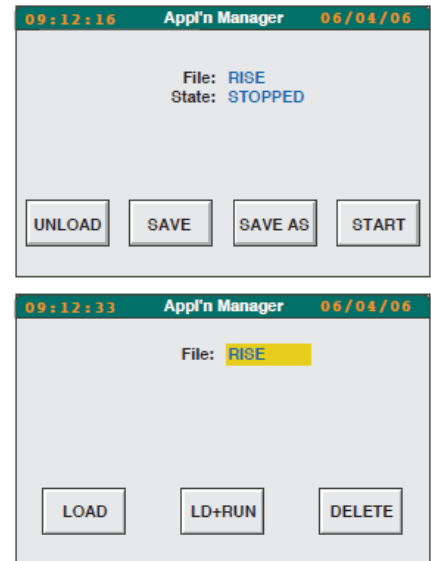 09:12:16 Appl'n Manager 06/04/06
File: RISE
State: STOPPED
UNLOAD SAVE SAVE AS START
09:12:33 Appl'n Manager 06/04/06
File: RISE
LOAD LD+RUN DELETE